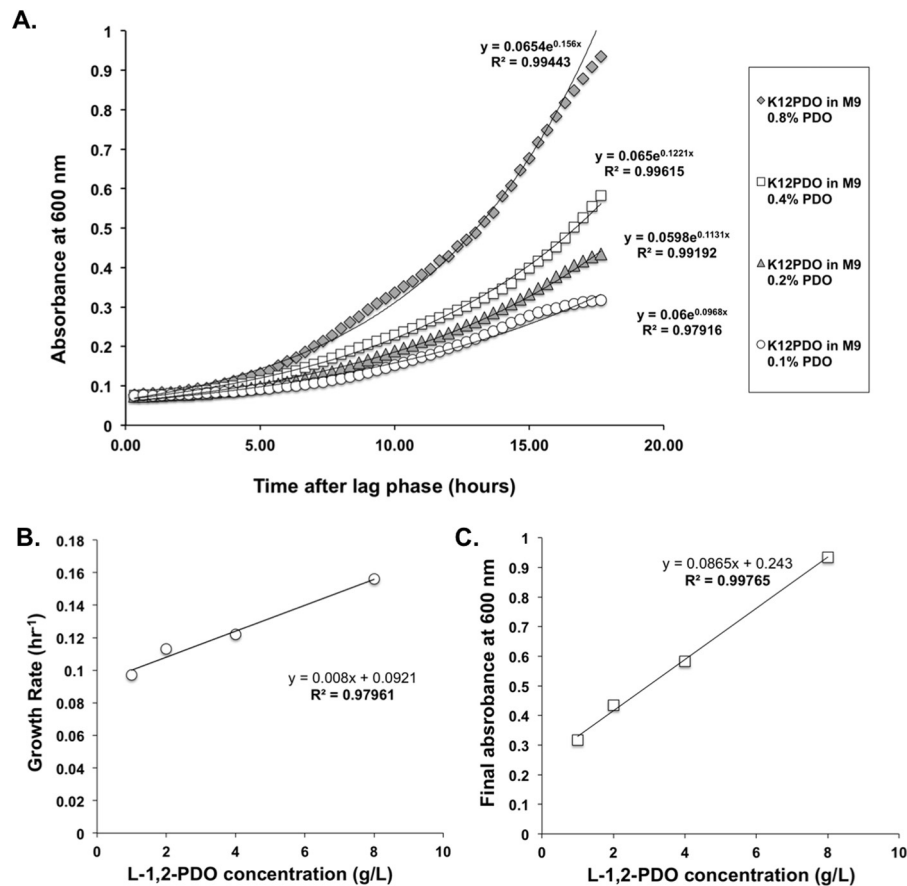 A.
Absorbance at 600 nm
1
0.9
0.8
0.7
0.6
0.5
0.4
0.3
0.2
0.1
0
0.00
5.00
10.00
15.00
20.00
Time after lag phase (hours)
y = 0.0654e^0.156x
R² = 0.99443
y = 0.065e^0.1221x
R² = 0.99615
y = 0.0598e^0.1131x
R² = 0.99192
y = 0.06e^0.0968x
R² = 0.97916
K12PDO in M9
0.8% PDO
K12PDO in M9
0.4% PDO
K12PDO in M9
0.2% PDO
K12PDO in M9
0.1% PDO
B.
Growth Rate (hr⁻¹)
0.18
0.16
0.14
0.12
0.1
0.08
0.06
0.04
0.02
0
0
2
4
6
8
10
y = 0.008x + 0.0921
R² = 0.97961
L-1,2-PDO concentration (g/L)
C.
Final absrobance at 600 nm
1
0.9
0.8
0.7
0.6
0.5
0.4
0.3
0.2
0.1
0
0
2
4
6
8
10
y = 0.0865x + 0.243
R² = 0.99765
L-1,2-PDO concentration (g/L)